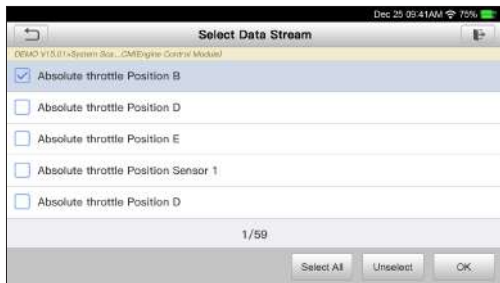 Dec 25 09:41AM 75%
Select Data Stream
DEMO V15.01>System Sca...CM(Engine Control Module)
Absolute throttle Position B
Absolute throttle Position D
Absolute throttle Position E
Absolute throttle Position Sensor 1
Absolute throttle Position D
1/59
Select All Unselect OK